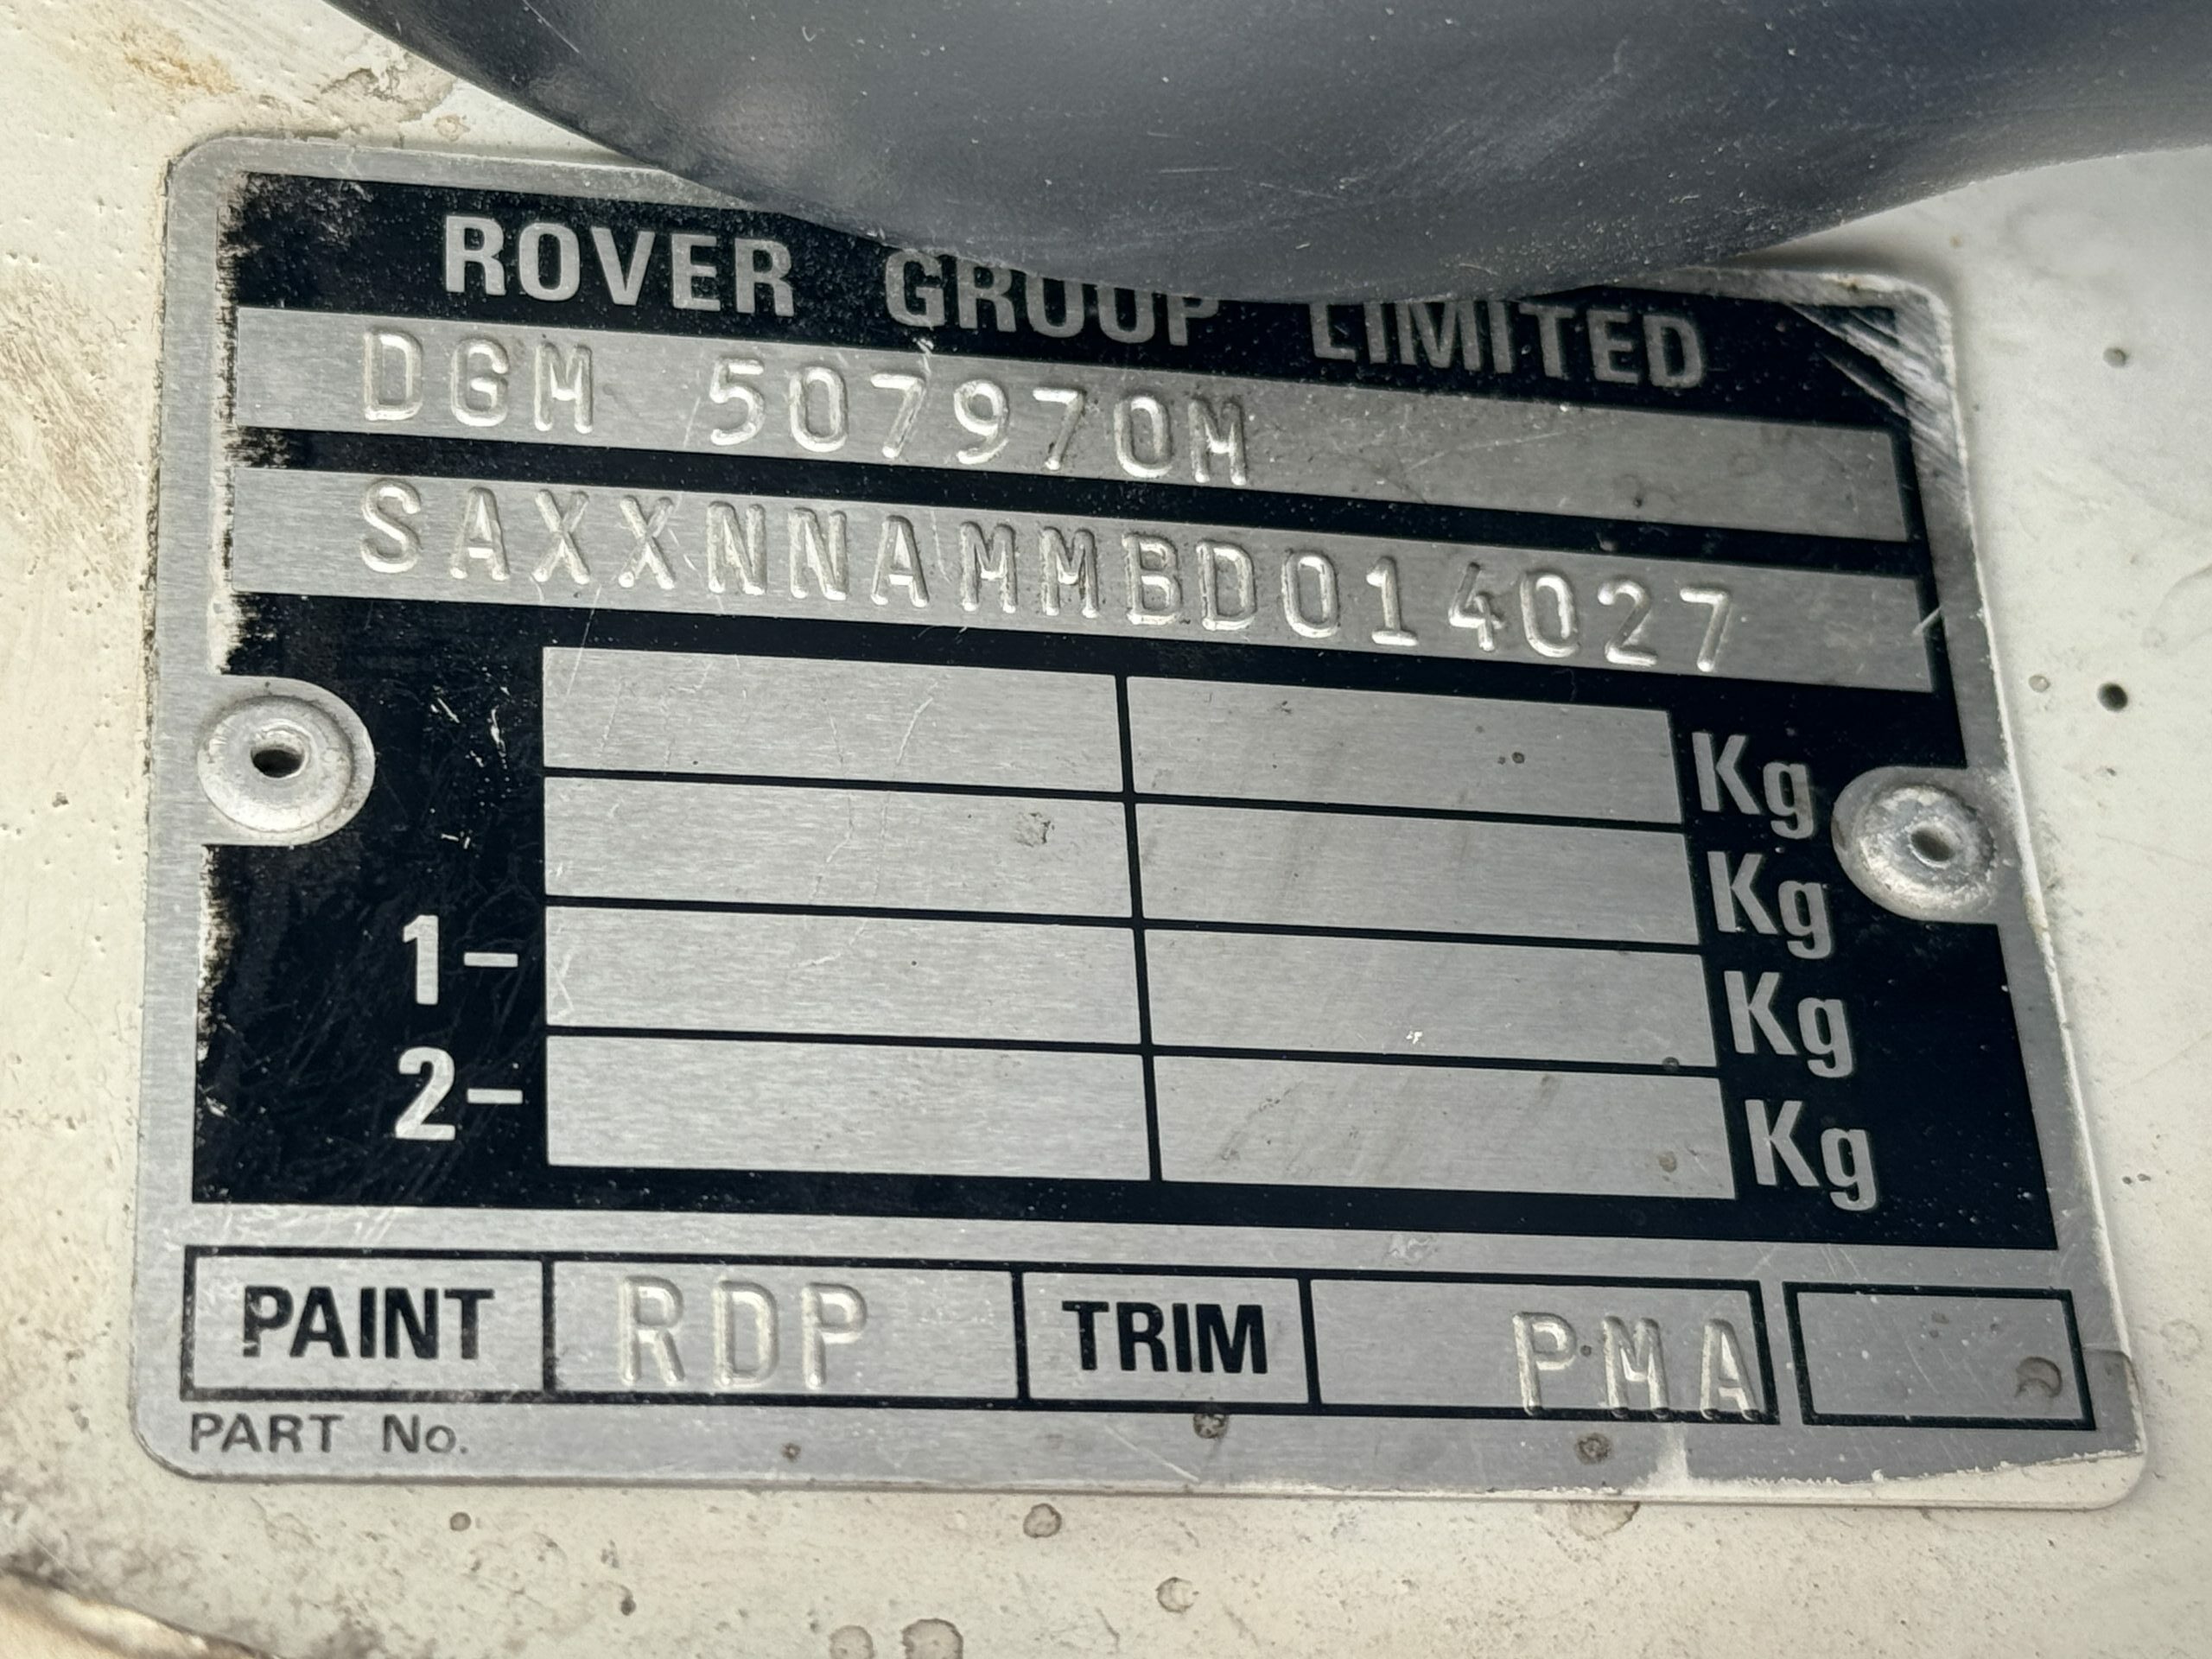 ROVER GROUP LIMITED
DGM 507970M
SAXXNNAMMBD014027
Kg
Kg
1- Kg
2- Kg
PAINT RDP TRIM PMA
PART No.